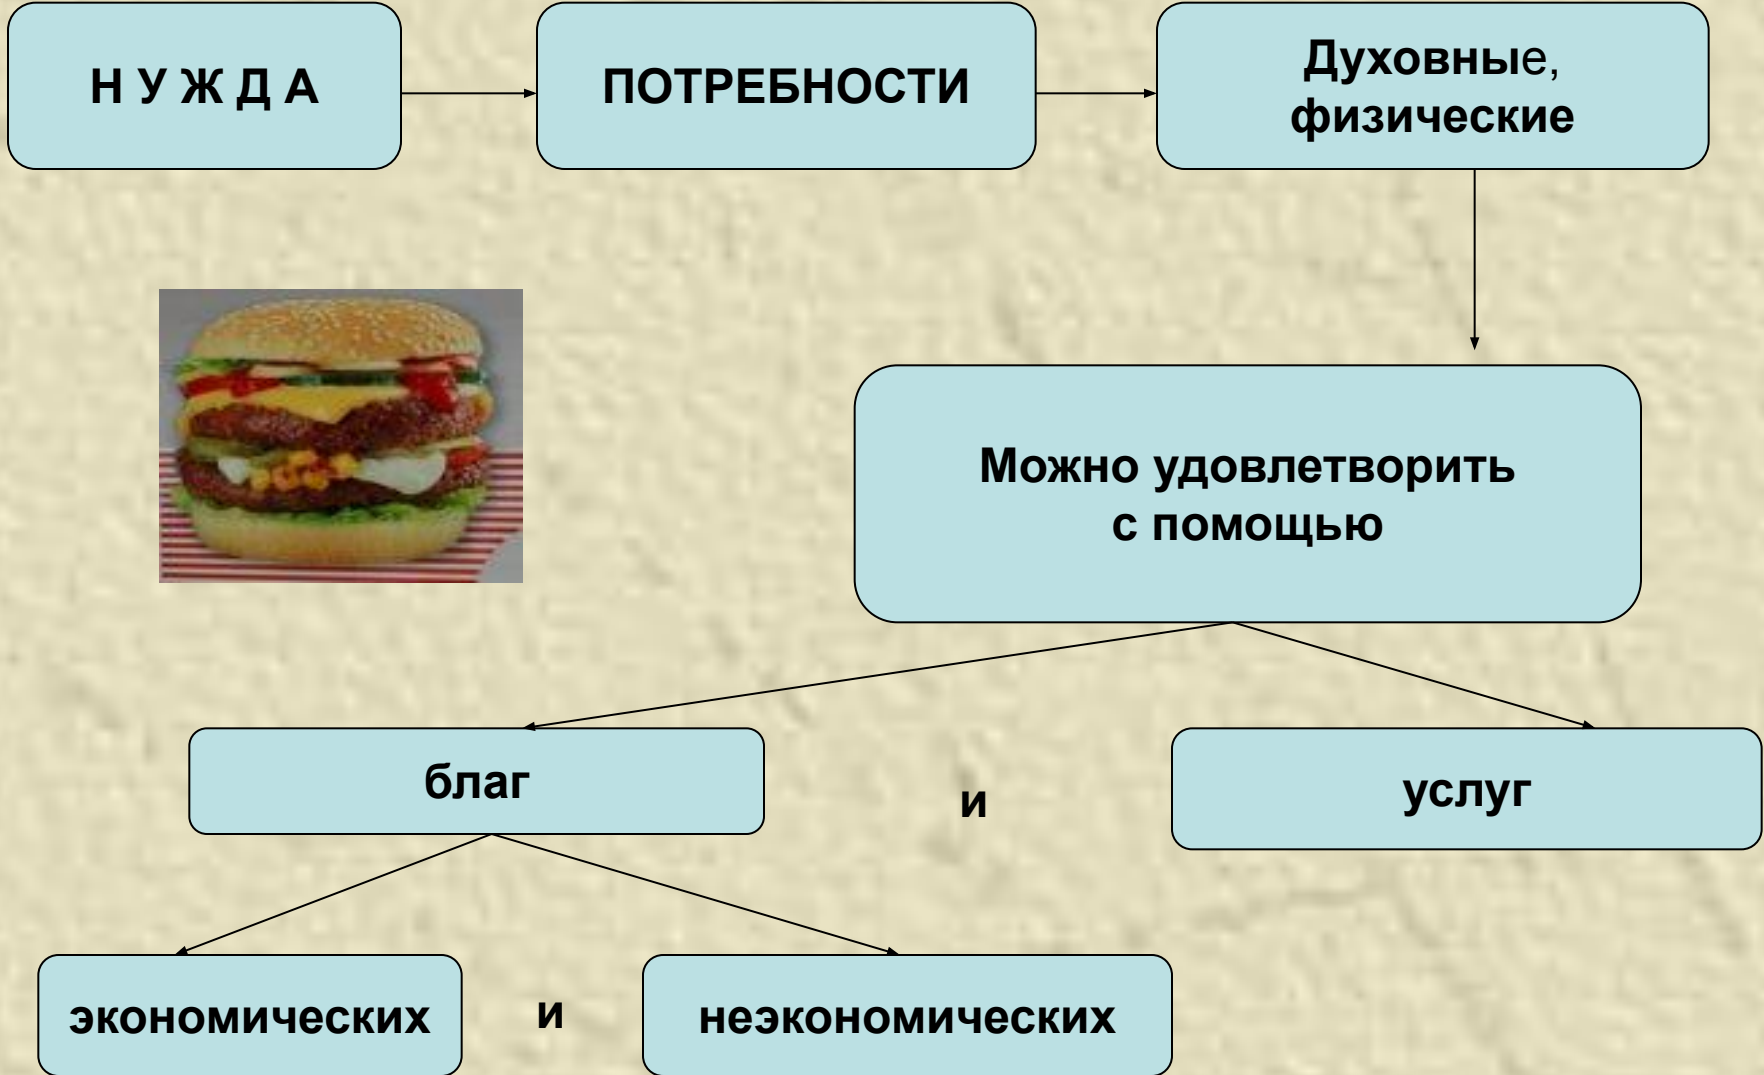 Н У Ж Д А
ПОТРЕБНОСТИ
Духовные,
физические
Можно удовлетворить
с помощью
благ
и
услуг
экономических
и
неэкономических